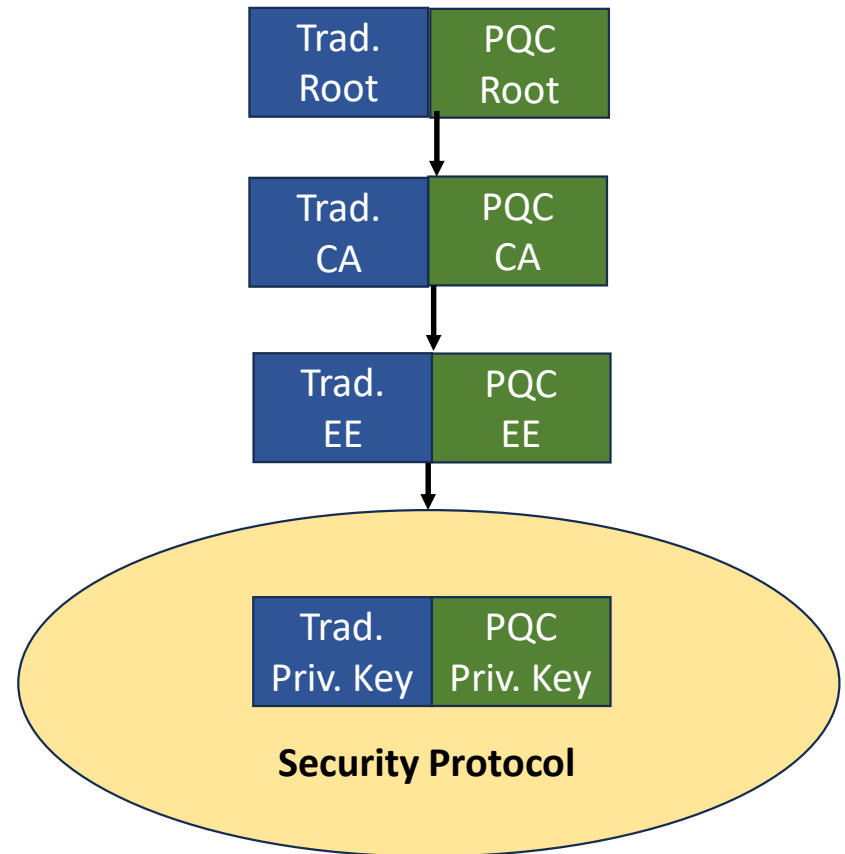 Trad.
Root
PQC
Root
Trad.
CA
PQC
CA
Trad.
EE
PQC
EE
Trad.
Priv. Key
PQC
Priv. Key
Security Protocol